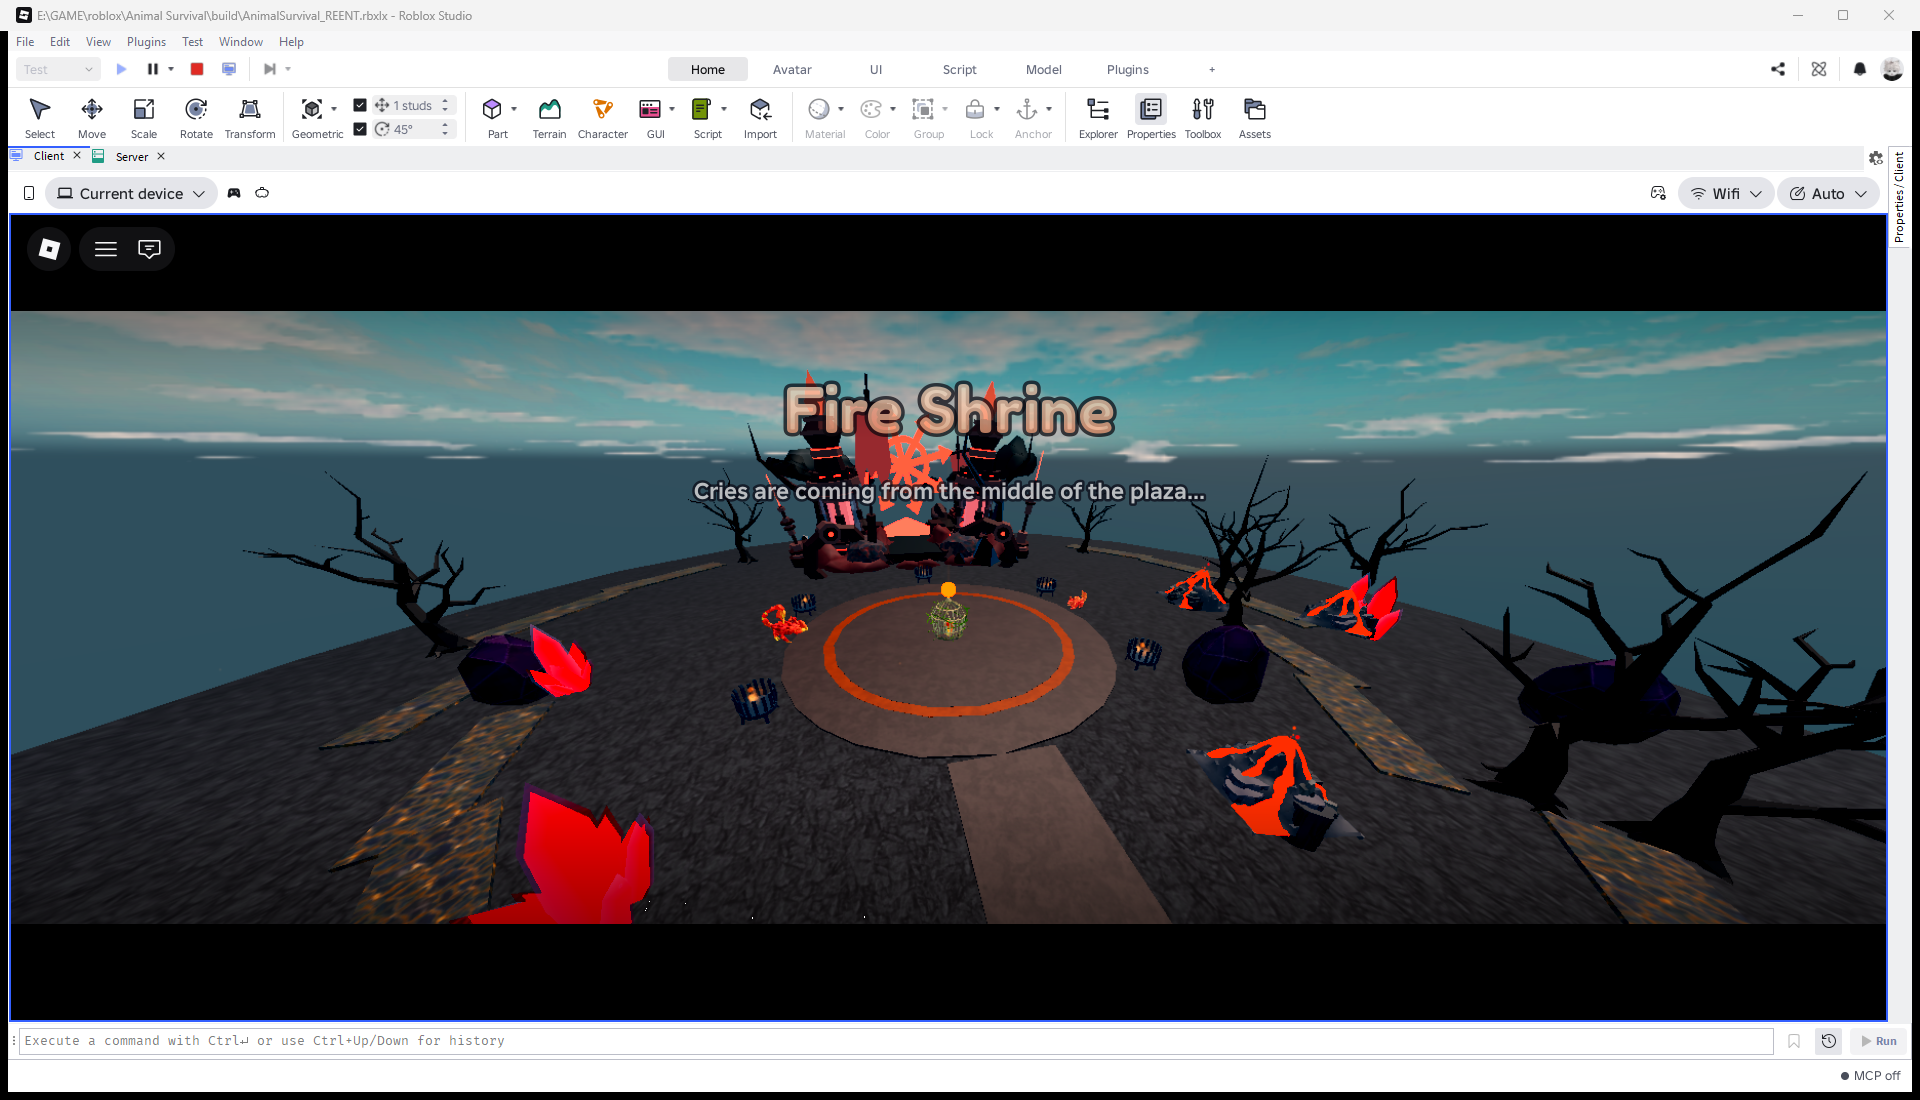 E:\GAME\roblox\Animal Survival\build\AnimalSurvival_REENT.rbxlx - Roblox Studio
File Edit View Plugins Test Window Help
Test Home Avatar UI Script Model Plugins +
1 studs
45°
Select Move Scale Rotate Transform Geometric Part Terrain Character GUI Script Import Material Color Group Lock Anchor Explorer Properties Toolbox Assets
Client Server
Properties / Client
Current device Wifi Auto
Fire Shrine
Cries are coming from the middle of the plaza...
Execute a command with Ctrl↵ or use Ctrl+Up/Down for history Run
MCP off